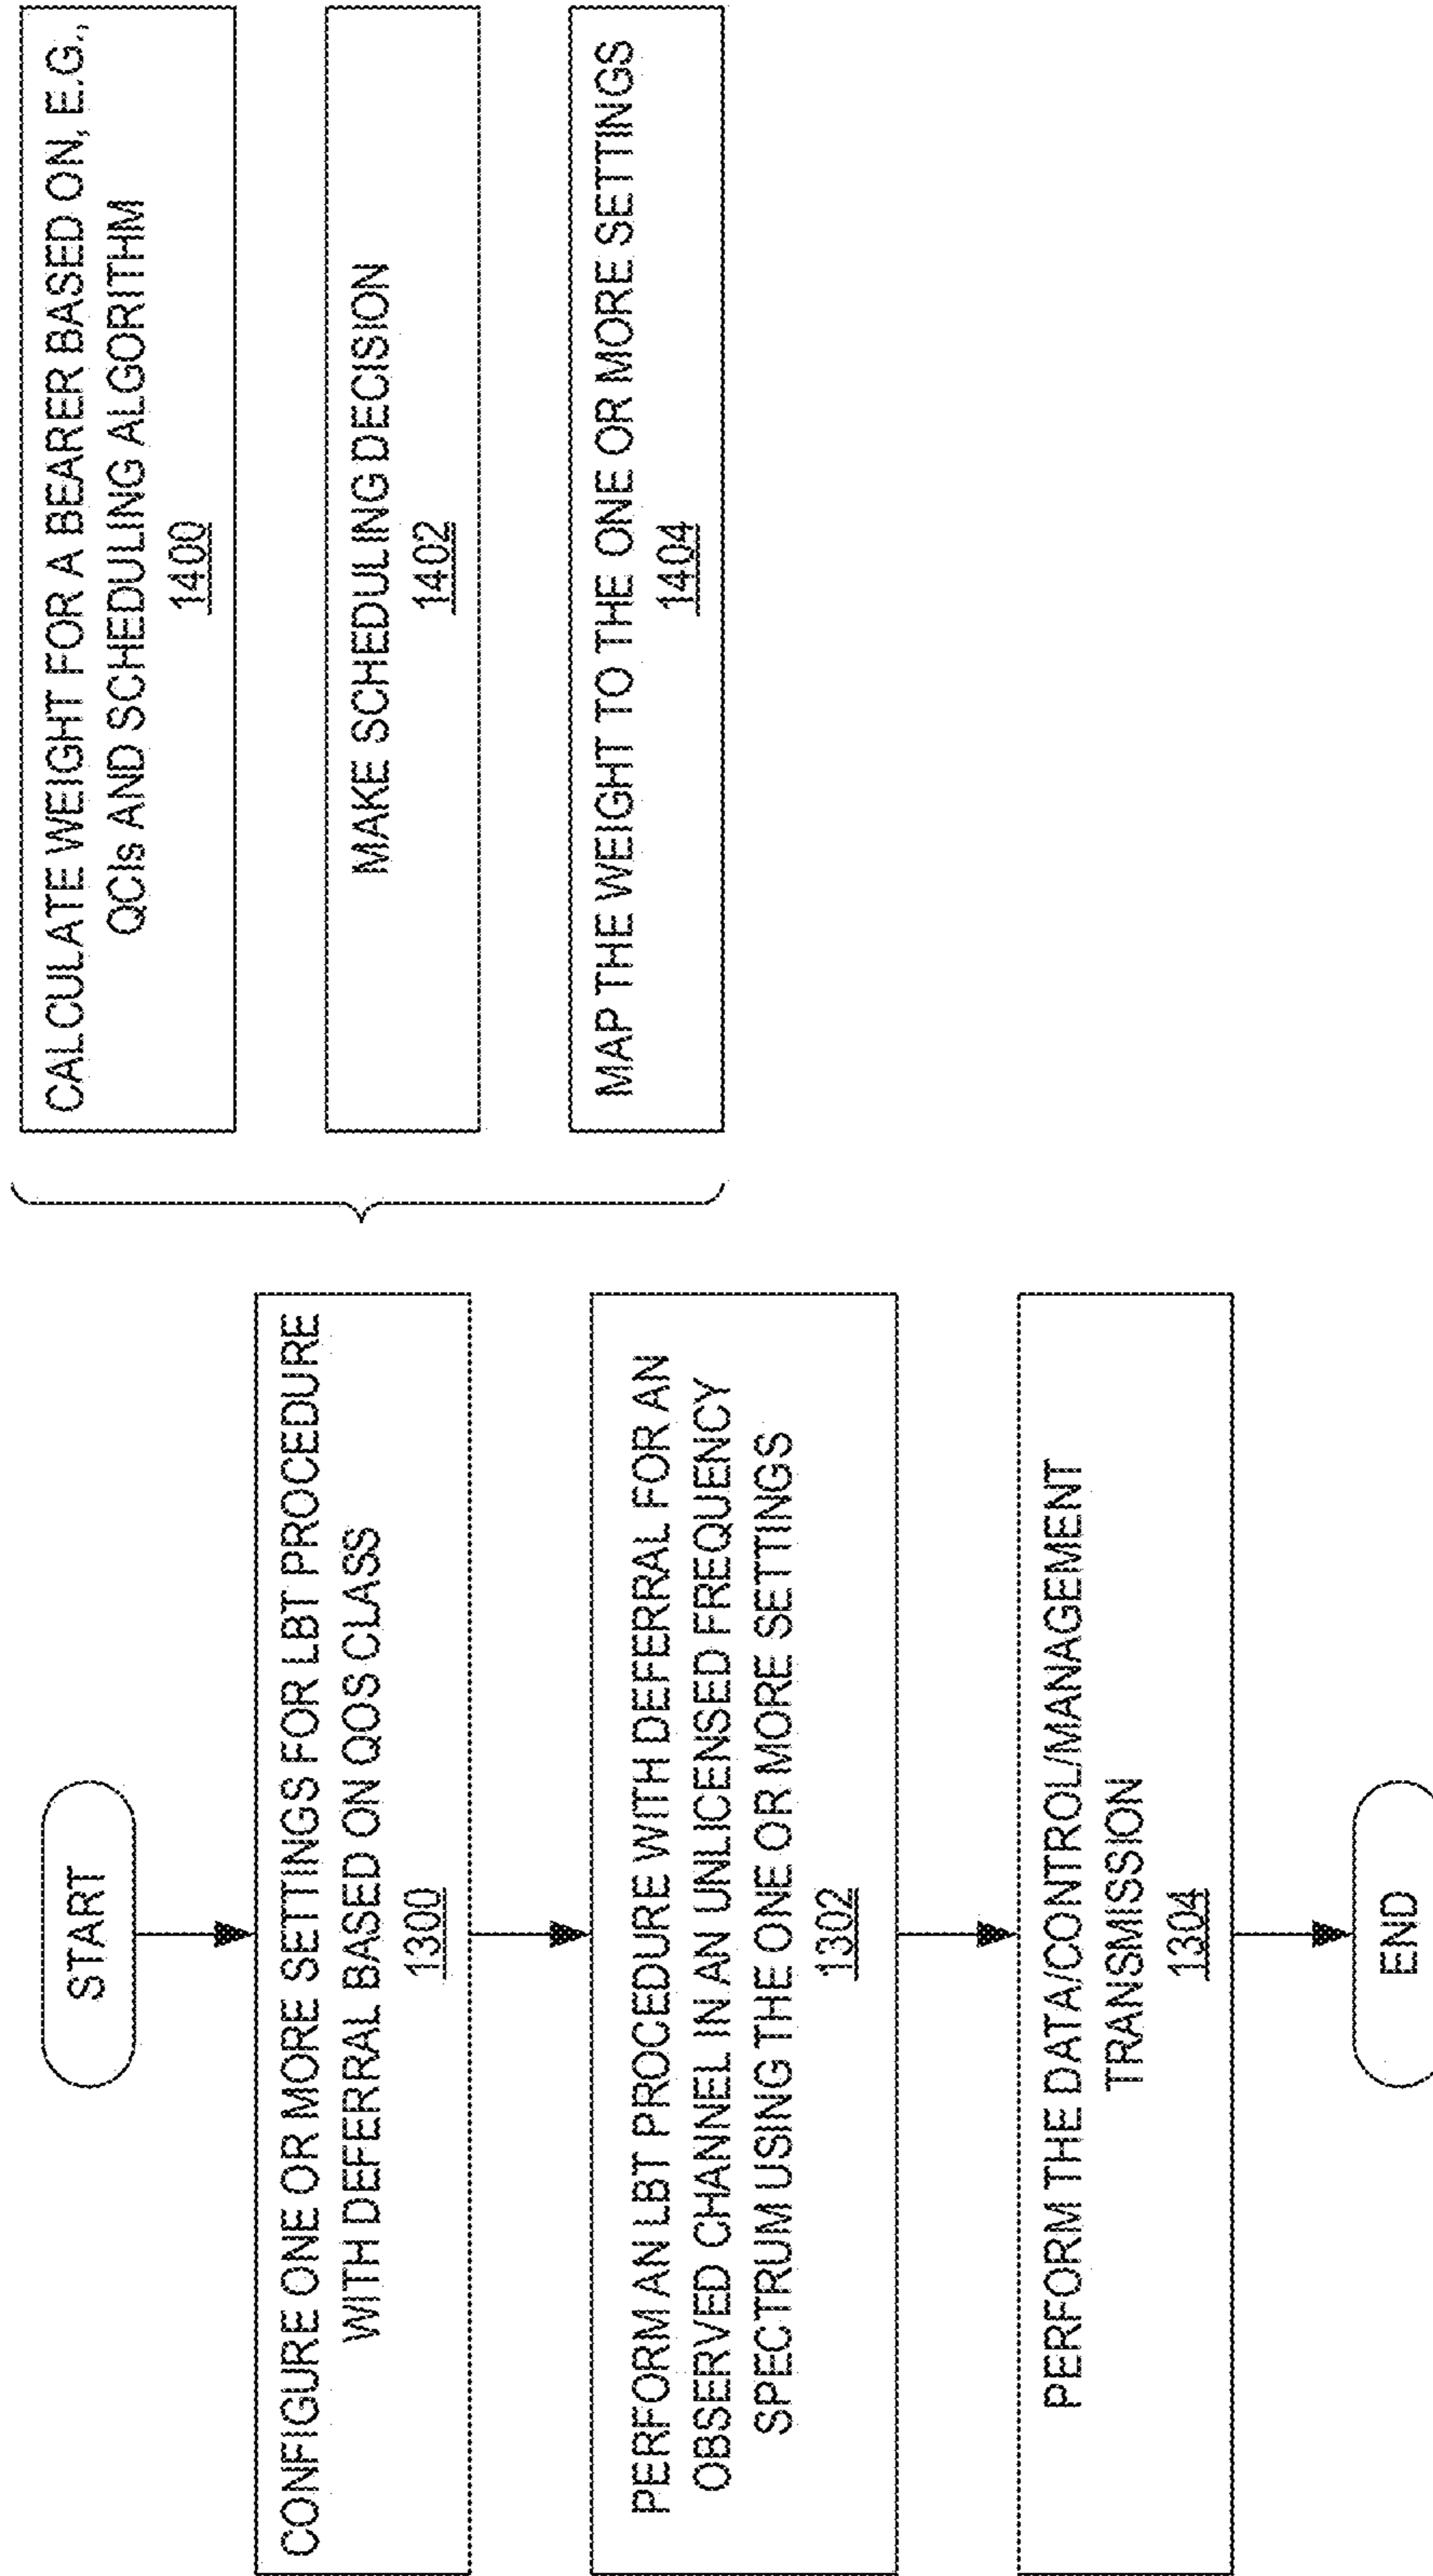 START
CONFIGURE ONE OR MORE SETTINGS FOR LBT PROCEDURE
WITH DEFERRAL BASED ON QOS CLASS
1300
PERFORM AN LBT PROCEDURE WITH DEFERRAL FOR AN
OBSERVED CHANNEL IN AN UNLICENSED FREQUENCY
SPECTRUM USING THE ONE OR MORE SETTINGS
1302
PERFORM THE DATA/CONTROL/MANAGEMENT
TRANSMISSION
1304
END
CALCULATE WEIGHT FOR A BEARER BASED ON, E.G.,
QCIs AND SCHEDULING ALGORITHM
1400
MAKE SCHEDULING DECISION
1402
MAP THE WEIGHT TO THE ONE OR MORE SETTINGS
1404